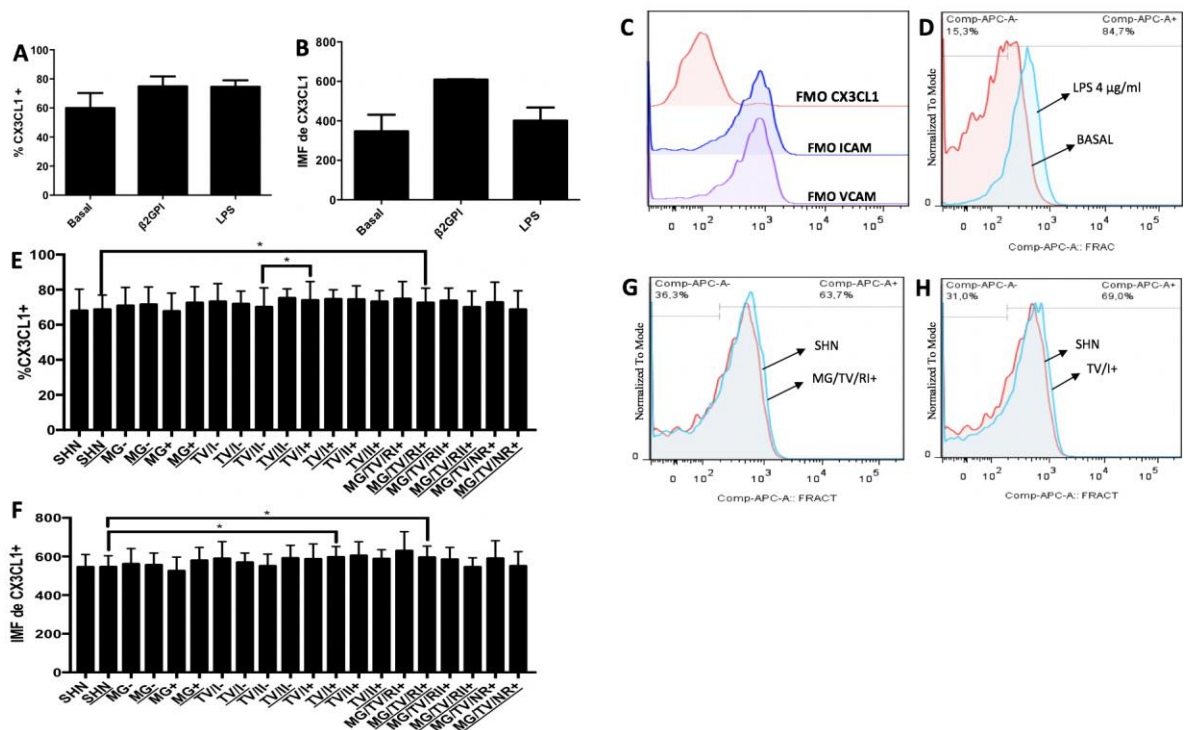 A
% CX3CL1 +
100
80
60
40
20
0
Basal
β2GPI
LPS
B
IMF de CX3CL1
800
600
400
200
0
Basal
β2GPI
LPS
C
FMO CX3CL1
FMO ICAM
FMO VCAM
0
10²
10³
10⁴
10⁵
Comp-APC-A:: FRAC
D
Comp-APC-A-
15,3%
Comp-APC-A+
84,7%
Normalized To Mode
LPS 4 µg/ml
BASAL
0
0
10²
10³
10⁴
10⁵
Comp-APC-A:: FRAC
E
%CX3CL1+
100
80
60
40
20
0
*
*
SHN
SHN
MG-
MG-
MG+
MG+
TV/I-
TV/I-
TV/II-
TV/II-
TV/I+
TV/I+
TV/II+
TV/II+
MG/TV/RI+
MG/TV/RI+
MG/TV/RII+
MG/TV/RII+
MG/TV/NR+
MG/TV/NR+
G
Comp-APC-A-
36,3%
Comp-APC-A+
63,7%
Normalized To Mode
SHN
MG/TV/RI+
0
0
10²
10³
10⁴
10⁵
Comp-APC-A:: FRACT
H
Comp-APC-A-
31,0%
Comp-APC-A+
69,0%
Normalized To Mode
SHN
TV/I+
0
0
10²
10³
10⁴
10⁵
Comp-APC-A:: FRACT
F
IMF de CX3CL1+
800
600
400
200
0
*
*
SHN
SHN
MG-
MG-
MG+
MG+
TV/I-
TV/I-
TV/II-
TV/II-
TV/I+
TV/I+
TV/II+
TV/II+
MG/TV/RI+
MG/TV/RI+
MG/TV/RII+
MG/TV/RII+
MG/TV/NR+
MG/TV/NR+